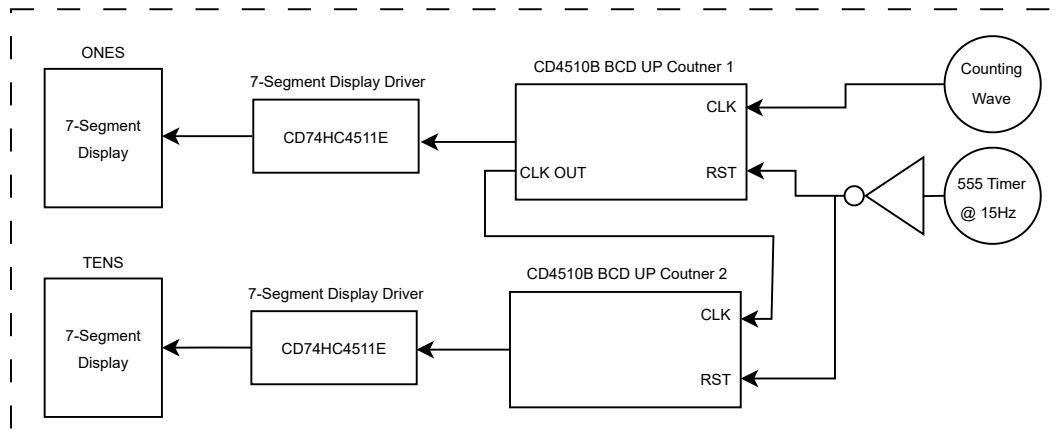 ONES
7-Segment
Display
7-Segment Display Driver
CD74HC4511E
CD4510B BCD UP Coutner 1
CLK
RST
CLK OUT
Counting
Wave
555 Timer
@ 15Hz
TENS
7-Segment
Display
7-Segment Display Driver
CD74HC4511E
CD4510B BCD UP Coutner 2
CLK
RST